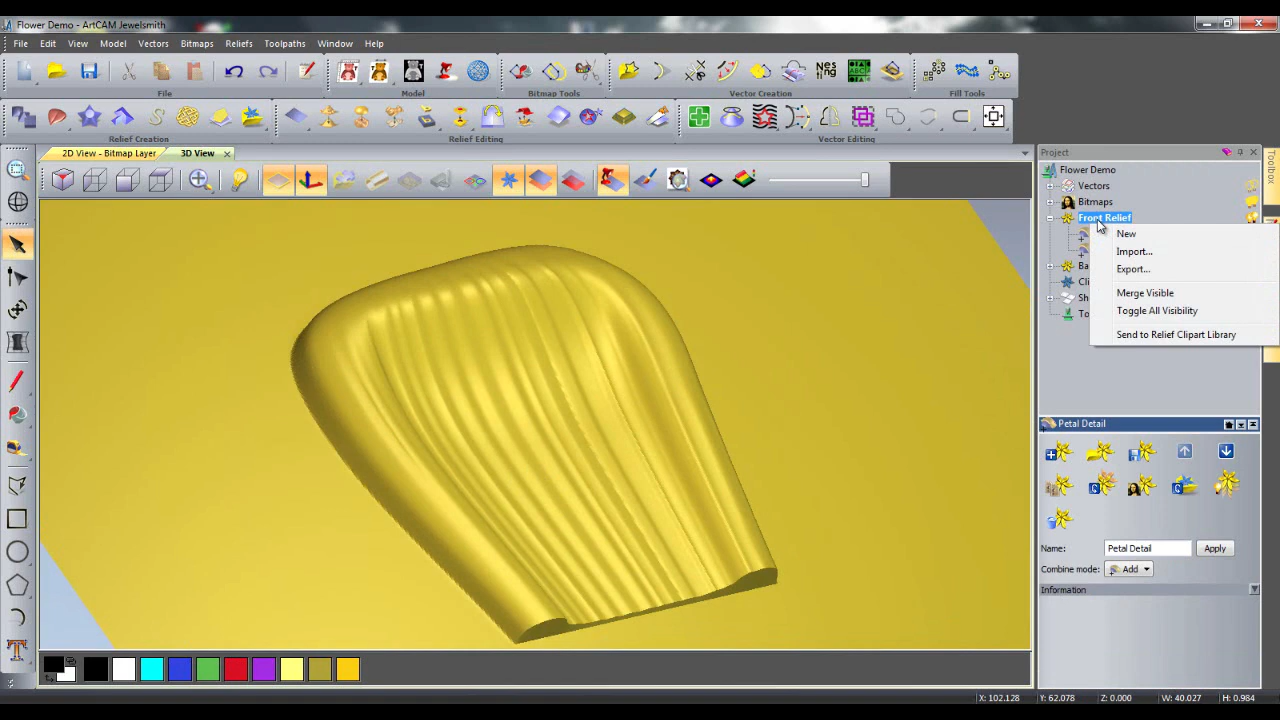 Flower Demo - ArtCAM Jewelsmith
File Edit View Model Vectors Bitmaps Reliefs Toolpaths Window Help
File Model Bitmap Tools Vector Creation Fill Tools
Relief Creation Relief Editing Vector Editing
2D View - Bitmap Layer 3D View
Project
Toolbox
Flower Demo
Vectors
Bitmaps
Front Relief
New
Import...
Export...
Merge Visible
Toggle All Visibility
Send to Relief Clipart Library
Petal Detail
Name: Petal Detail Apply
Combine mode: Add
Information
X: 102.128 Y: 62.078 Z: 0.000 W: 40.027 H: 0.984